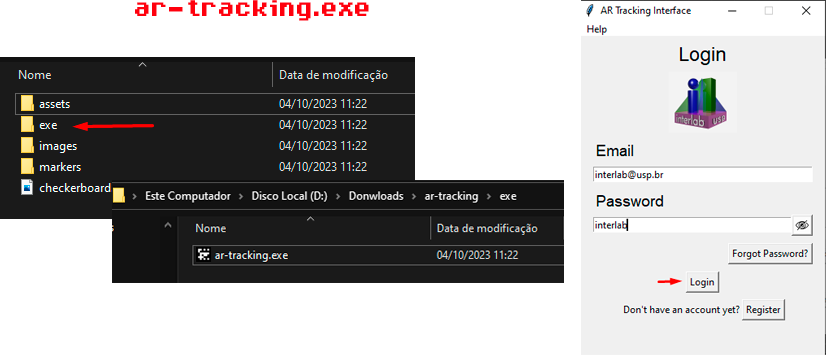 ar-tracking.exe
Nome Data de modificação
assets 04/10/2023 11:22
exe 04/10/2023 11:22
images 04/10/2023 11:22
markers 04/10/2023 11:22
checkerboard
Este Computador > Disco Local (D:) > Donwloads > ar-tracking > exe
Nome Data de modificação
ar-tracking.exe 04/10/2023 11:22
AR Tracking Interface
Help
Login
interlab usp
Email
interlab@usp.br
Password
interlab
Forgot Password?
Login
Don't have an account yet? Register